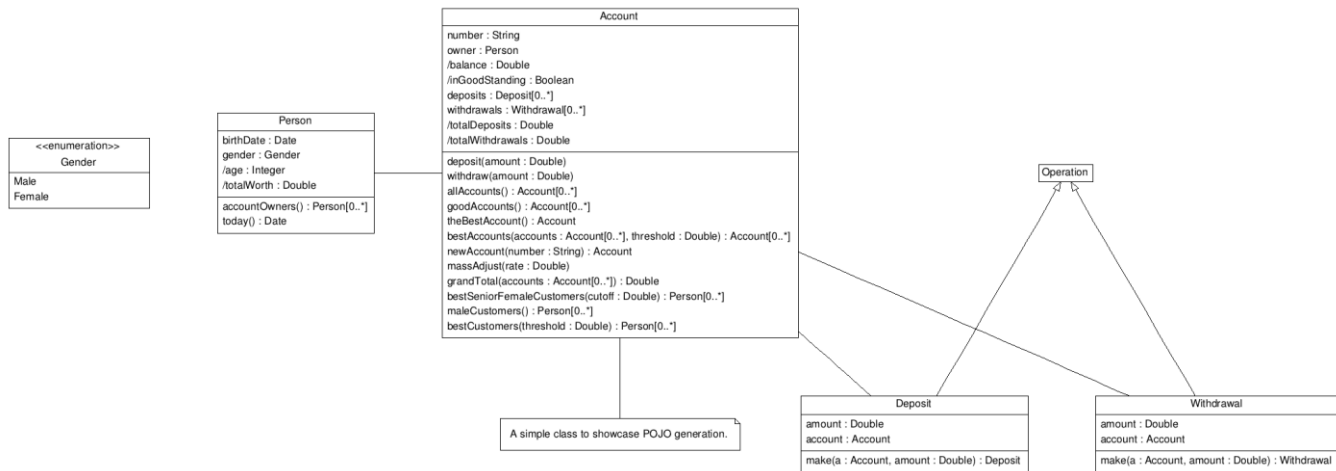 <<enumeration>>
Gender
Male
Female
Person
birthDate : Date
gender : Gender
/age : Integer
/totalWorth : Double
accountOwners() : Person[0..*]
today() : Date
Account
number : String
owner : Person
/balance : Double
/inGoodStanding : Boolean
deposits : Deposit[0..*]
withdrawals : Withdrawal[0..*]
/totalDeposits : Double
/totalWithdrawals : Double
deposit(amount : Double)
withdraw(amount : Double)
allAccounts() : Account[0..*]
goodAccounts() : Account[0..*]
theBestAccount() : Account
bestAccounts(accounts : Account[0..*], threshold : Double) : Account[0..*]
newAccount(number : String) : Account
massAdjust(rate : Double)
grandTotal(accounts : Account[0..*]) : Double
bestSeniorFemaleCustomers(cutoff : Double) : Person[0..*]
maleCustomers() : Person[0..*]
bestCustomers(threshold : Double) : Person[0..*]
A simple class to showcase POJO generation.
Operation
Deposit
amount : Double
account : Account
make(a : Account, amount : Double) : Deposit
Withdrawal
amount : Double
account : Account
make(a : Account, amount : Double) : Withdrawal